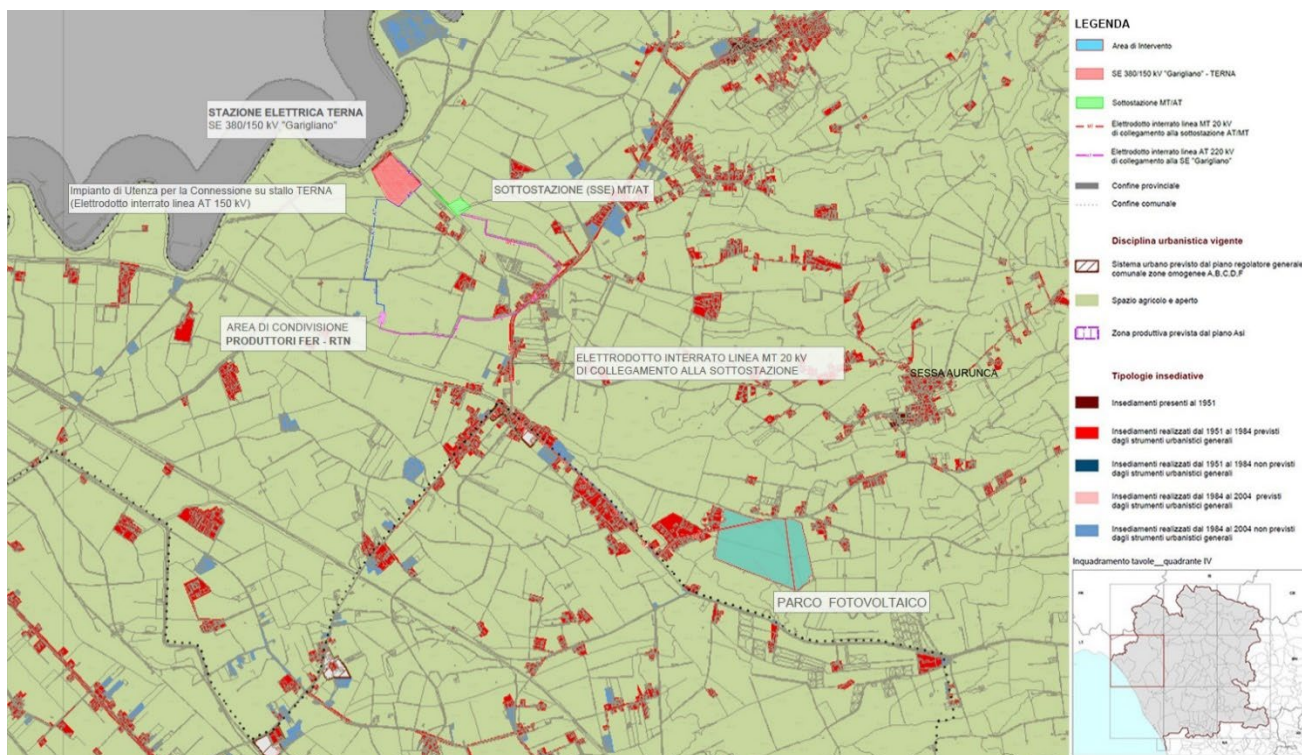 STAZIONE ELETTRICA TERNA
SE 380/150 kV "Garigliano"
Impianto di Utenza per la Connessione su stallo TERNA
(Elettrodotto interrato linea AT 150 kV)
SOTTOSTAZIONE (SSE) MT/AT
AREA DI CONDIVISIONE
PRODUTTORI FER - RTN
ELETTRODOTTO INTERRATO LINEA MT 20 kV
DI COLLEGAMENTO ALLA SOTTOSTAZIONE
SESSA AURUNCA
PARCO FOTOVOLTAICO
LEGENDA
Area di Intervento
SE 380/150 kV "Garigliano" - TERNA
Sottostazione MT/AT
Elettrodotto interrato linea MT 20 kV
di collegamento alla sottostazione AT/MT
Elettrodotto interrato linea AT 220 kV
di collegamento alla SE "Garigliano"
Confine provinciale
Confine comunale
Disciplina urbanistica vigente
Sistema urbano previsto dal piano regolatore generale
comunale zone omogenee A,B,C,D,F
Spazio agricolo e aperto
Zona produttiva prevista dal piano Asi
Tipologie insediative
Insediamenti presenti al 1951
Insediamenti realizzati dal 1951 al 1984 previsti
dagli strumenti urbanistici generali
Insediamenti realizzati dal 1951 al 1984 non previsti
dagli strumenti urbanistici generali
Insediamenti realizzati dal 1984 al 2004 previsti
dagli strumenti urbanistici generali
Insediamenti realizzati dal 1984 al 2004 non previsti
dagli strumenti urbanistici generali
Inquadramento tavole__quadrante IV